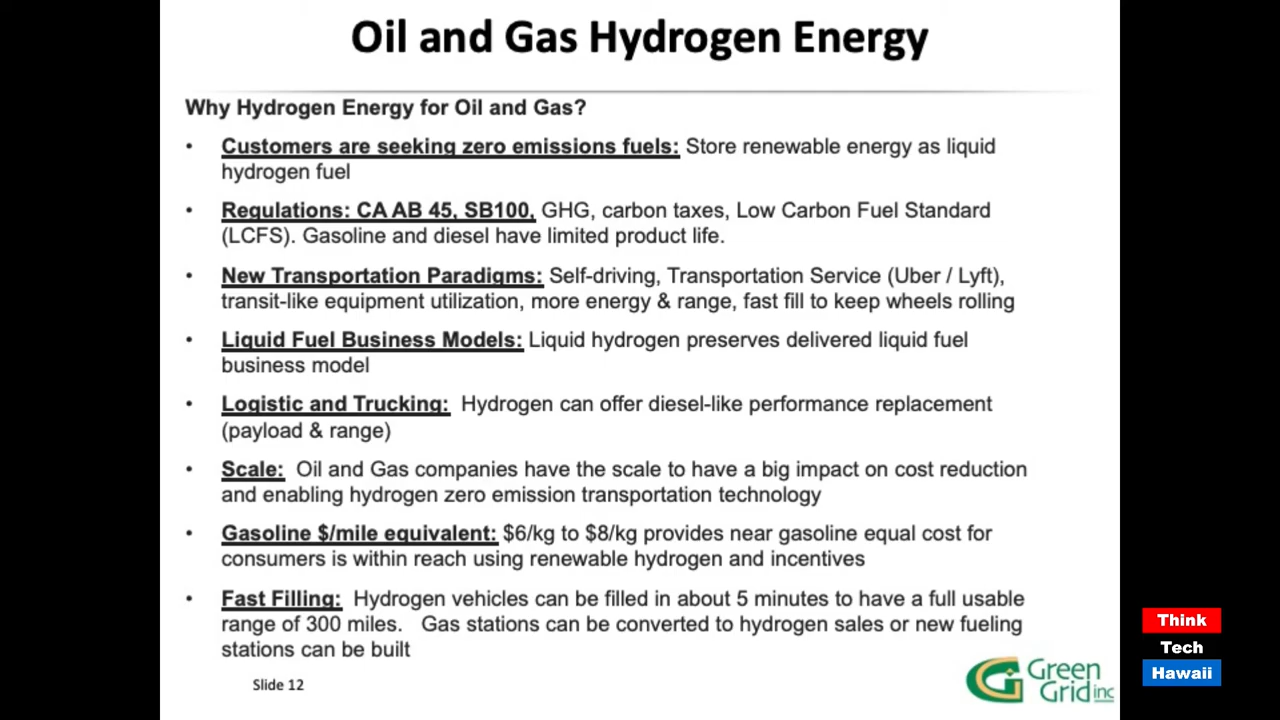 Oil and Gas Hydrogen Energy
Why Hydrogen Energy for Oil and Gas?
• Customers are seeking zero emissions fuels: Store renewable energy as liquid
hydrogen fuel
• Regulations: CA AB 45, SB100, GHG, carbon taxes, Low Carbon Fuel Standard
(LCFS). Gasoline and diesel have limited product life.
• New Transportation Paradigms: Self-driving, Transportation Service (Uber / Lyft),
transit-like equipment utilization, more energy & range, fast fill to keep wheels rolling
• Liquid Fuel Business Models: Liquid hydrogen preserves delivered liquid fuel
business model
• Logistic and Trucking: Hydrogen can offer diesel-like performance replacement
(payload & range)
• Scale: Oil and Gas companies have the scale to have a big impact on cost reduction
and enabling hydrogen zero emission transportation technology
• Gasoline $/mile equivalent: $6/kg to $8/kg provides near gasoline equal cost for
consumers is within reach using renewable hydrogen and incentives
• Fast Filling: Hydrogen vehicles can be filled in about 5 minutes to have a full usable
range of 300 miles. Gas stations can be converted to hydrogen sales or new fueling
stations can be built
Slide 12
Green
Grid inc
Think
Tech
Hawaii